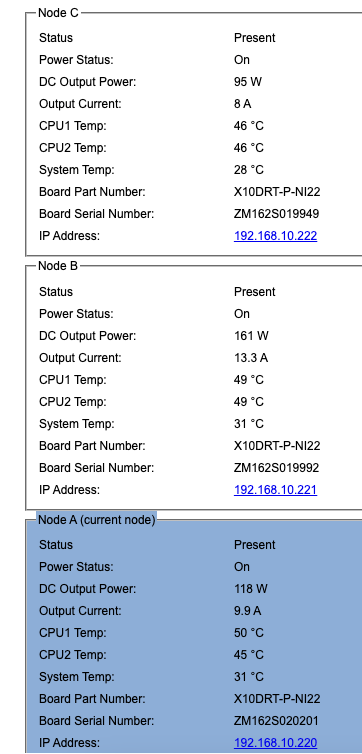 Node C
Status Present
Power Status: On
DC Output Power: 95 W
Output Current: 8 A
CPU1 Temp: 46 °C
CPU2 Temp: 46 °C
System Temp: 28 °C
Board Part Number: X10DRT-P-NI22
Board Serial Number: ZM162S019949
IP Address: 192.168.10.222
Node B
Status Present
Power Status: On
DC Output Power: 161 W
Output Current: 13.3 A
CPU1 Temp: 49 °C
CPU2 Temp: 49 °C
System Temp: 31 °C
Board Part Number: X10DRT-P-NI22
Board Serial Number: ZM162S019992
IP Address: 192.168.10.221
Node A (current node)
Status Present
Power Status: On
DC Output Power: 118 W
Output Current: 9.9 A
CPU1 Temp: 50 °C
CPU2 Temp: 45 °C
System Temp: 31 °C
Board Part Number: X10DRT-P-NI22
Board Serial Number: ZM162S020201
IP Address: 192.168.10.220